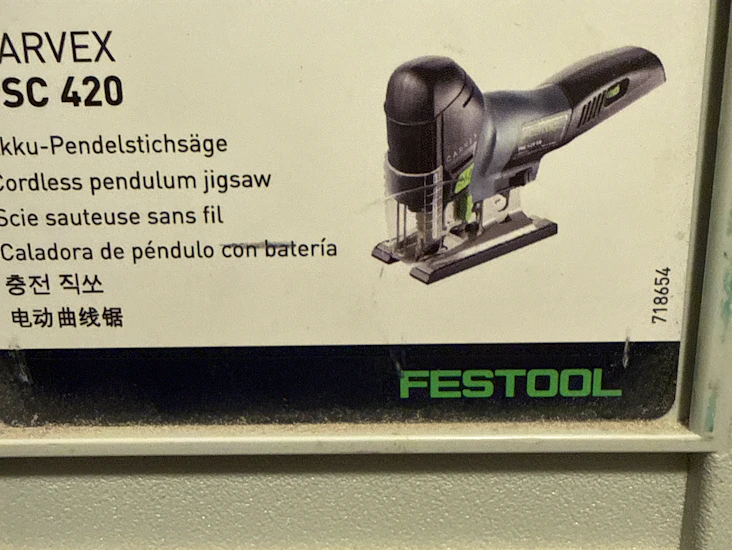 ARVEX
SC 420
kku-Pendelstichsäge
Cordless pendulum jigsaw
Scie sauteuse sans fil
Caladora de péndulo con batería
충전 직쏘
电动曲线锯
718654
FESTOOL